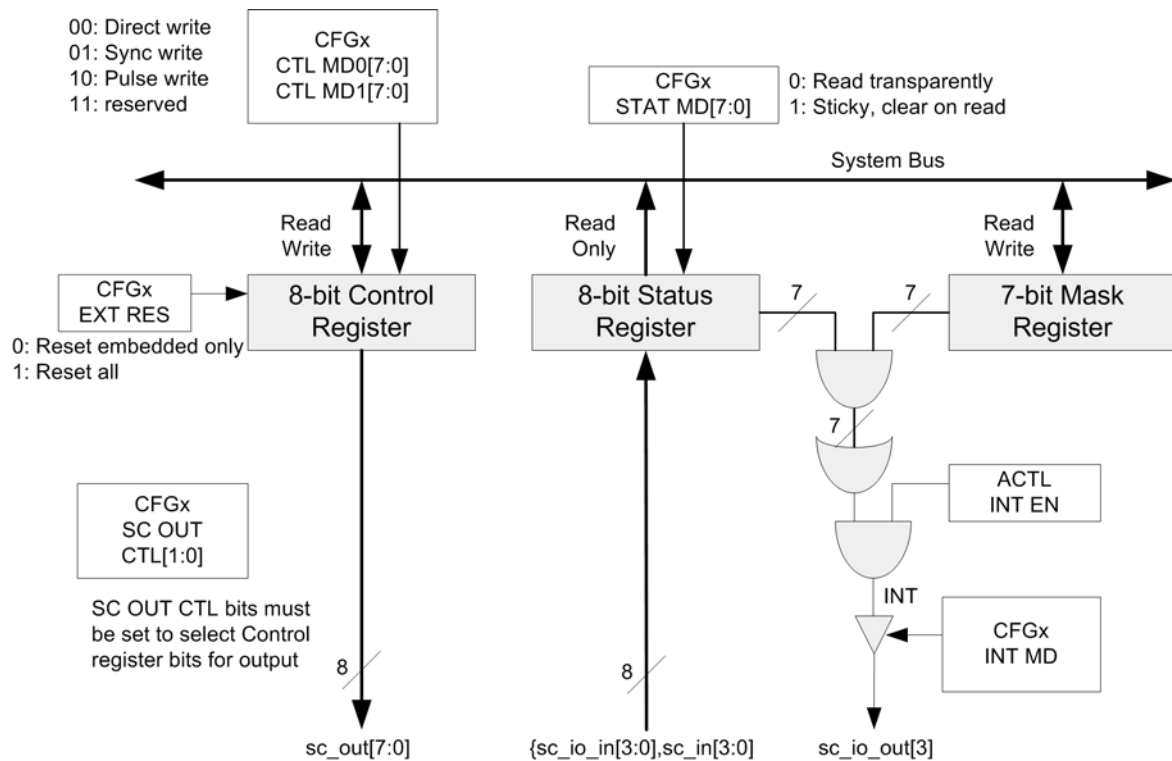 00: Direct write
01: Sync write
10: Pulse write
11: reserved
CFGx
CTL MD0[7:0]
CTL MD1[7:0]
CFGx
STAT MD[7:0]
0: Read transparently
1: Sticky, clear on read
System Bus
Read
Write
Read
Only
Read
Write
CFGx
EXT RES
0: Reset embedded only
1: Reset all
8-bit Control
Register
8-bit Status
Register
7
7
7-bit Mask
Register
7
ACTL
INT EN
CFGx
SC OUT
CTL[1:0]
SC OUT CTL bits must
be set to select Control
register bits for output
INT
CFGx
INT MD
8
8
sc_out[7:0]
{sc_io_in[3:0],sc_in[3:0]
sc_io_out[3]